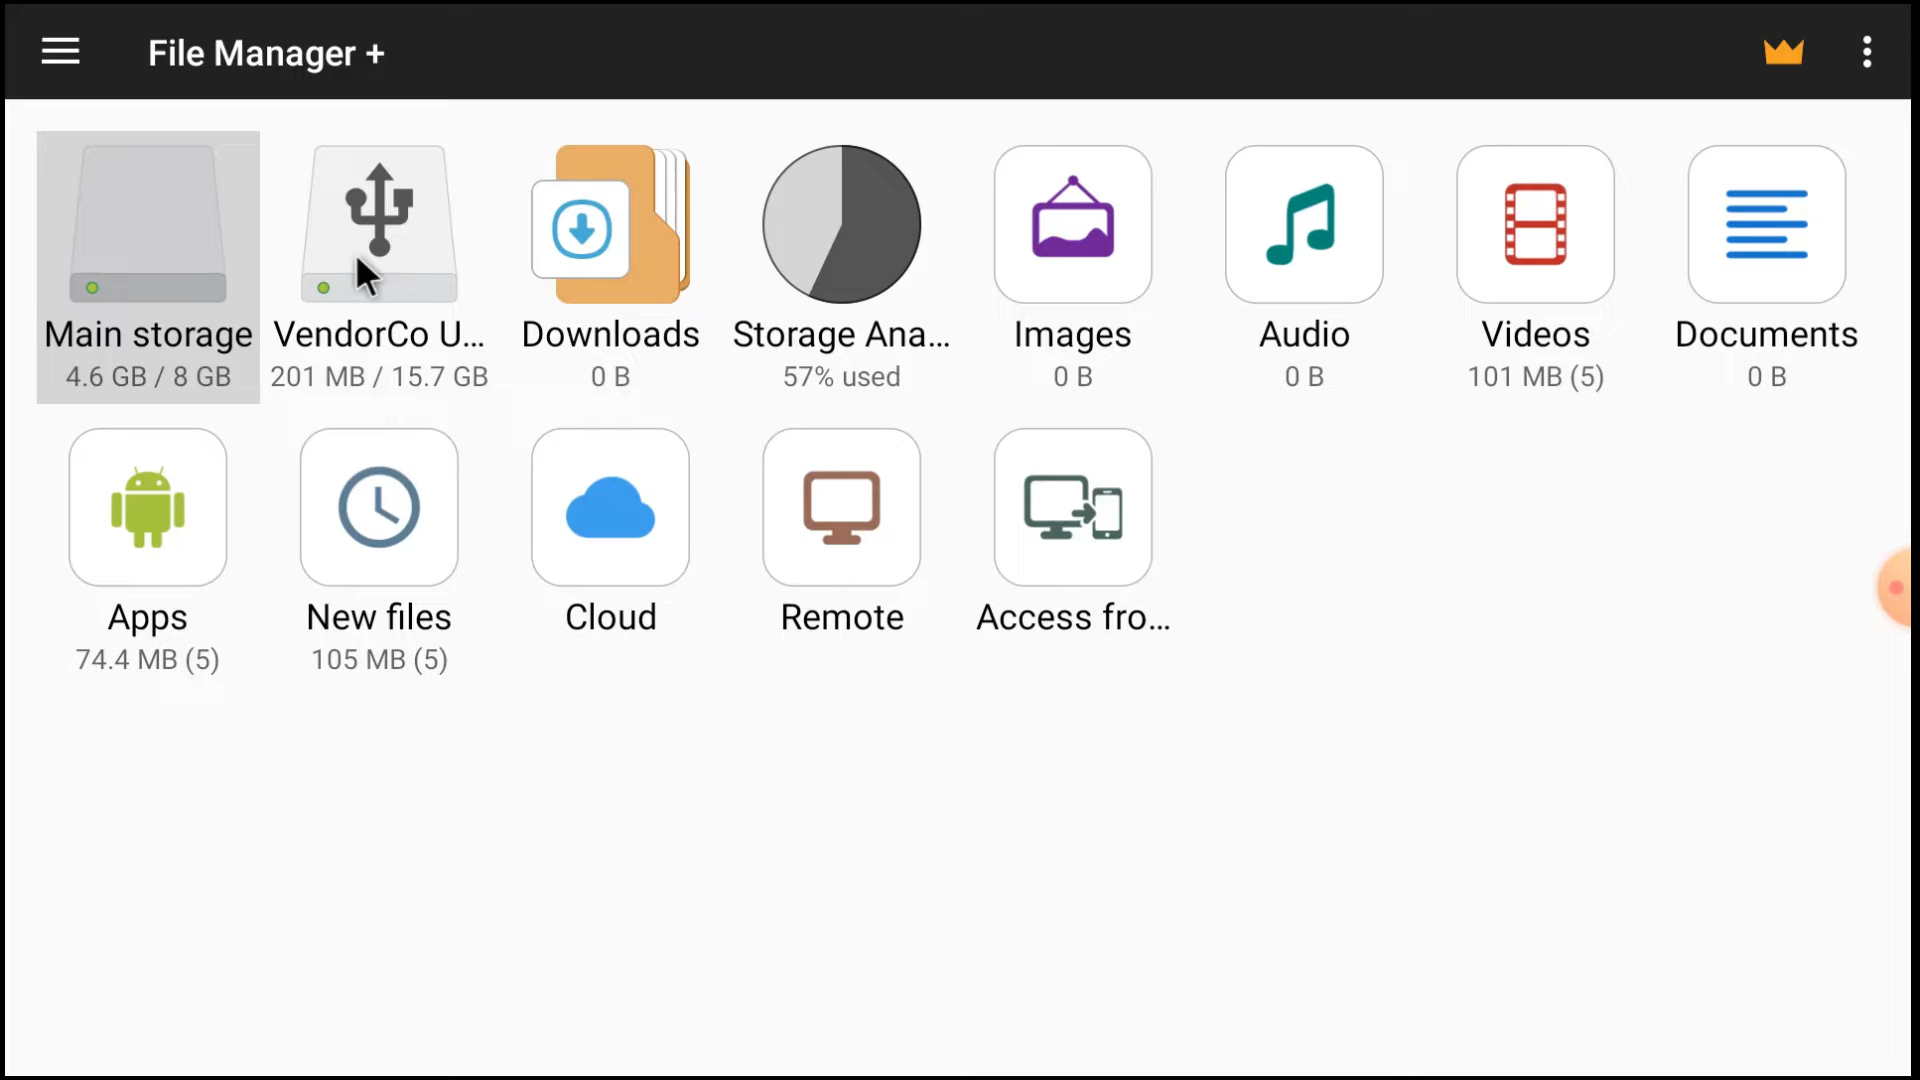 File Manager +
Main storage
4.6 GB / 8 GB
VendorCo U...
201 MB / 15.7 GB
Downloads
0 B
Storage Ana...
57% used
Images
0 B
Audio
0 B
Videos
101 MB (5)
Documents
0 B
Apps
74.4 MB (5)
New files
105 MB (5)
Cloud
Remote
Access fro...